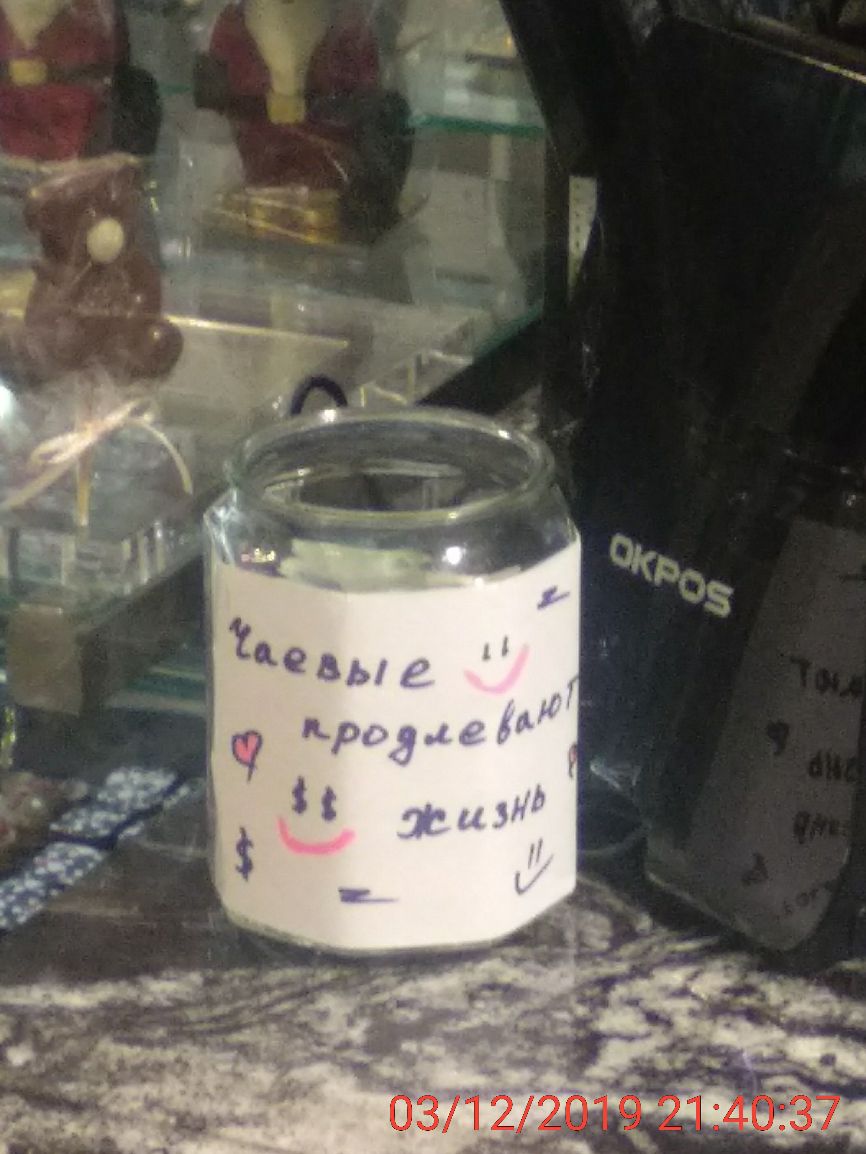 Чаевые
продлевают
жизнь
$$
$
OKPOS
03/12/2019 21:40:37